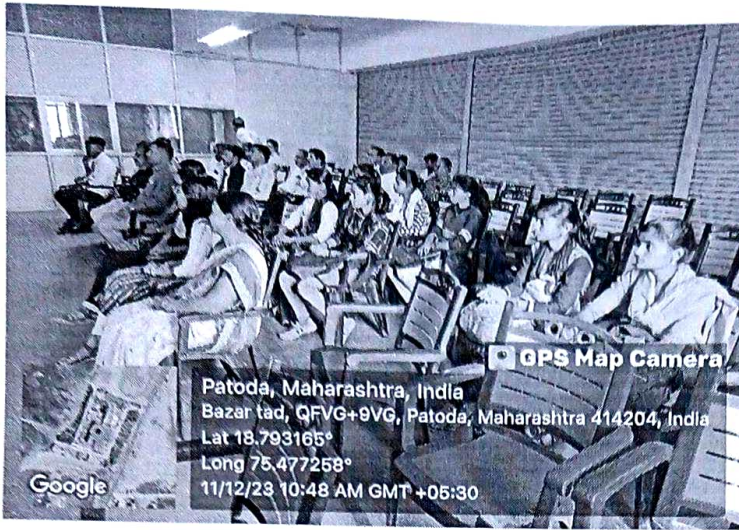 GPS Map Camera
Patoda, Maharashtra, India
Bazar tad, QFVG+9VG, Patoda, Maharashtra 414204, India
Lat 18.793165°
Long 75.477258°
11/12/23 10:48 AM GMT +05:30
Google